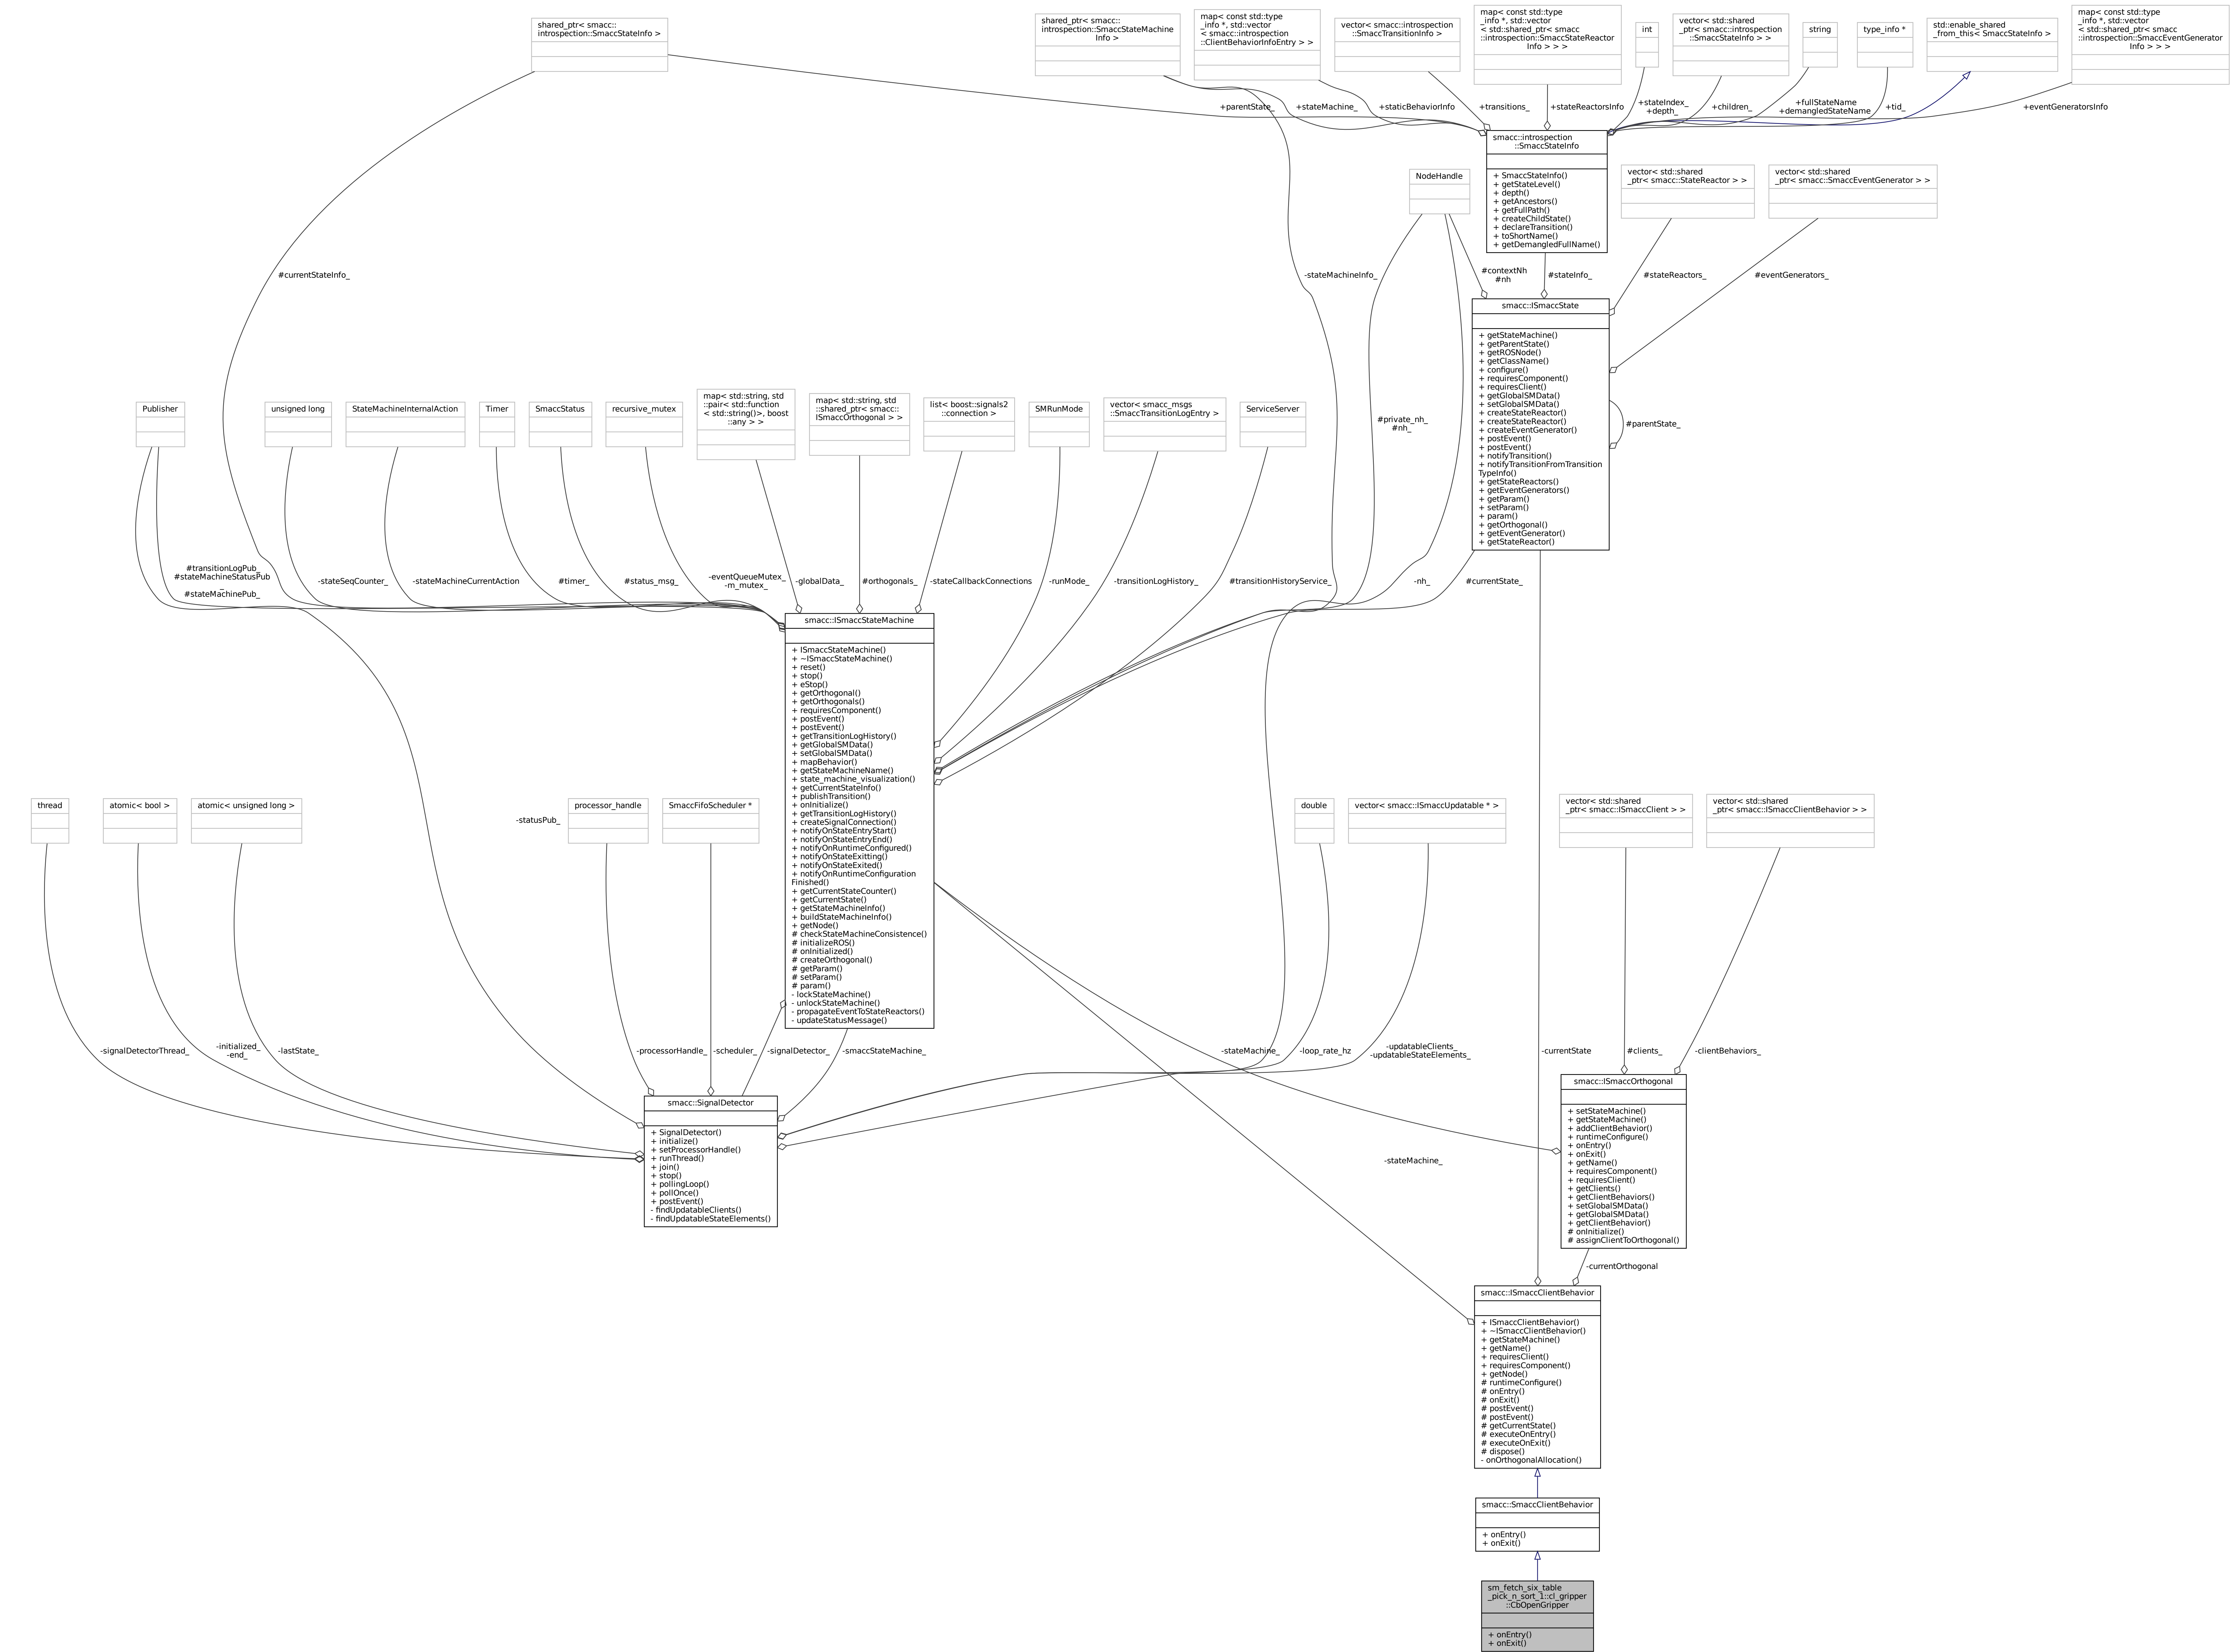 shared_ptr< smacc::
introspection::SmaccStateInfo >
shared_ptr< smacc::
introspection::SmaccStateMachine
Info >
map< const std::type
_info *, std::vector
< smacc::introspection
::ClientBehaviorInfoEntry > >
vector< smacc::introspection
::SmaccTransitionInfo >
map< const std::type
_info *, std::vector
< std::shared_ptr< smacc
::introspection::SmaccStateReactor
Info > > >
int
vector< std::shared
_ptr< smacc::introspection
::SmaccStateInfo > >
string
type_info *
std::enable_shared
_from_this< SmaccStateInfo >
map< const std::type
_info *, std::vector
< std::shared_ptr< smacc
::introspection::SmaccEventGenerator
Info > > >
+parentState_
+stateMachine_
+staticBehaviorInfo
+transitions_
+stateReactorsInfo
+stateIndex_
+depth_
+children_
+fullStateName
+demangledStateName
+tid_
+eventGeneratorsInfo
smacc::introspection
::SmaccStateInfo
+ SmaccStateInfo()
+ getStateLevel()
+ depth()
+ getAncestors()
+ getFullPath()
+ createChildState()
+ declareTransition()
+ toShortName()
+ getDemangledFullName()
NodeHandle
vector< std::shared
_ptr< smacc::StateReactor > >
vector< std::shared
_ptr< smacc::SmaccEventGenerator > >
#currentStateInfo_
-stateMachineInfo_
#contextNh
#nh
#stateInfo_
#stateReactors_
#eventGenerators_
smacc::ISmaccState
+ getStateMachine()
+ getParentState()
+ getROSNode()
+ getClassName()
+ configure()
+ requiresComponent()
+ requiresClient()
+ getGlobalSMData()
+ setGlobalSMData()
+ createStateReactor()
+ createStateReactor()
+ createEventGenerator()
+ postEvent()
+ postEvent()
+ notifyTransition()
+ notifyTransitionFromTransition
TypeInfo()
+ getStateReactors()
+ getEventGenerators()
+ getParam()
+ setParam()
+ param()
+ getOrthogonal()
+ getEventGenerator()
+ getStateReactor()
#parentState_
Publisher
unsigned long
StateMachineInternalAction
Timer
SmaccStatus
recursive_mutex
map< std::string, std
::pair< std::function
< std::string()>, boost
::any > >
map< std::string, std
::shared_ptr< smacc::
ISmaccOrthogonal > >
list< boost::signals2
::connection >
SMRunMode
vector< smacc_msgs
::SmaccTransitionLogEntry >
ServiceServer
#private_nh_
#nh_
#transitionLogPub_
#stateMachineStatusPub
_
#stateMachinePub_
-stateSeqCounter_
-stateMachineCurrentAction
#timer_
#status_msg_
-eventQueueMutex_
-m_mutex_
-globalData_
#orthogonals_
-stateCallbackConnections
-runMode_
-transitionLogHistory_
#transitionHistoryService_
-nh_
#currentState_
smacc::ISmaccStateMachine
+ ISmaccStateMachine()
+ ~ISmaccStateMachine()
+ reset()
+ stop()
+ eStop()
+ getOrthogonal()
+ getOrthogonals()
+ requiresComponent()
+ postEvent()
+ postEvent()
+ getTransitionLogHistory()
+ getGlobalSMData()
+ setGlobalSMData()
+ mapBehavior()
+ getStateMachineName()
+ state_machine_visualization()
+ getCurrentStateInfo()
+ publishTransition()
+ onInitialize()
+ getTransitionLogHistory()
+ createSignalConnection()
+ notifyOnStateEntryStart()
+ notifyOnStateEntryEnd()
+ notifyOnRuntimeConfigured()
+ notifyOnStateExitting()
+ notifyOnStateExited()
+ notifyOnRuntimeConfiguration
Finished()
+ getCurrentStateCounter()
+ getCurrentState()
+ getStateMachineInfo()
+ buildStateMachineInfo()
+ getNode()
# checkStateMachineConsistence()
# initializeROS()
# onInitialized()
# createOrthogonal()
# getParam()
# setParam()
# param()
- lockStateMachine()
- unlockStateMachine()
- propagateEventToStateReactors()
- updateStatusMessage()
thread
atomic< bool >
atomic< unsigned long >
-statusPub_
processor_handle
SmaccFifoScheduler *
double
vector< smacc::ISmaccUpdatable * >
vector< std::shared
_ptr< smacc::ISmaccClient > >
vector< std::shared
_ptr< smacc::ISmaccClientBehavior > >
-signalDetectorThread_
-initialized_
-end_
-lastState_
-processorHandle_
-scheduler_
-signalDetector_
-smaccStateMachine_
-stateMachine_
-loop_rate_hz
-updatableClients_
-updatableStateElements_
-currentState
#clients_
-clientBehaviors_
smacc::SignalDetector
+ SignalDetector()
+ initialize()
+ setProcessorHandle()
+ runThread()
+ join()
+ stop()
+ pollingLoop()
+ pollOnce()
+ postEvent()
- findUpdatableClients()
- findUpdatableStateElements()
smacc::ISmaccOrthogonal
+ setStateMachine()
+ getStateMachine()
+ addClientBehavior()
+ runtimeConfigure()
+ onEntry()
+ onExit()
+ getName()
+ requiresComponent()
+ requiresClient()
+ getClients()
+ getClientBehaviors()
+ setGlobalSMData()
+ getGlobalSMData()
+ getClientBehavior()
# onInitialize()
# assignClientToOrthogonal()
-stateMachine_
-currentOrthogonal
smacc::ISmaccClientBehavior
+ ISmaccClientBehavior()
+ ~ISmaccClientBehavior()
+ getStateMachine()
+ getName()
+ requiresClient()
+ requiresComponent()
+ getNode()
# runtimeConfigure()
# onEntry()
# onExit()
# postEvent()
# postEvent()
# getCurrentState()
# executeOnEntry()
# executeOnExit()
# dispose()
- onOrthogonalAllocation()
smacc::SmaccClientBehavior
+ onEntry()
+ onExit()
sm_fetch_six_table
_pick_n_sort_1::cl_gripper
::CbOpenGripper
+ onEntry()
+ onExit()